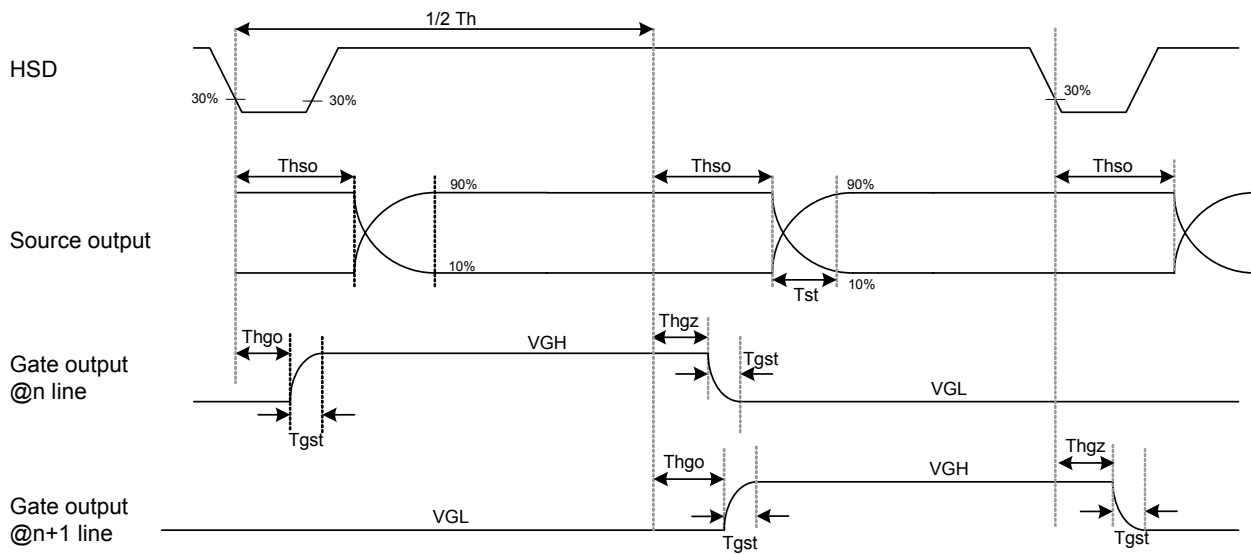 1/2 Th
HSD
30%
30%
30%
Thso
Thso
Thso
90%
90%
Source output
10%
10%
Tst
Thgo
Thgz
VGH
Tgst
Gate output
@n line
VGL
Tgst
Thgo
Thgz
VGH
Gate output
@n+1 line
VGL
Tgst
Tgst